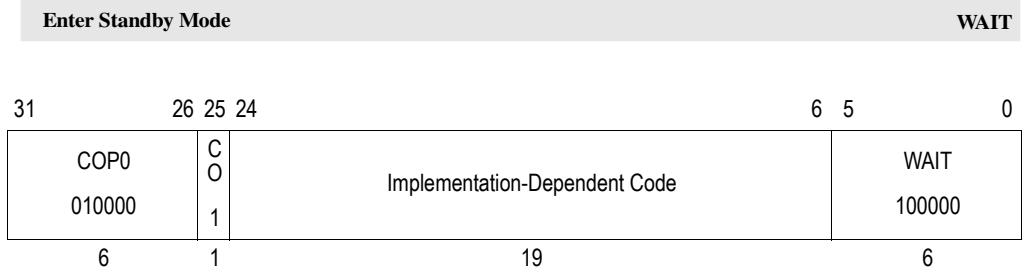 Enter Standby Mode WAIT
31 26 25 24 6 5 0
COP0 CO Implementation-Dependent Code WAIT
010000 1 100000
6 1 19 6